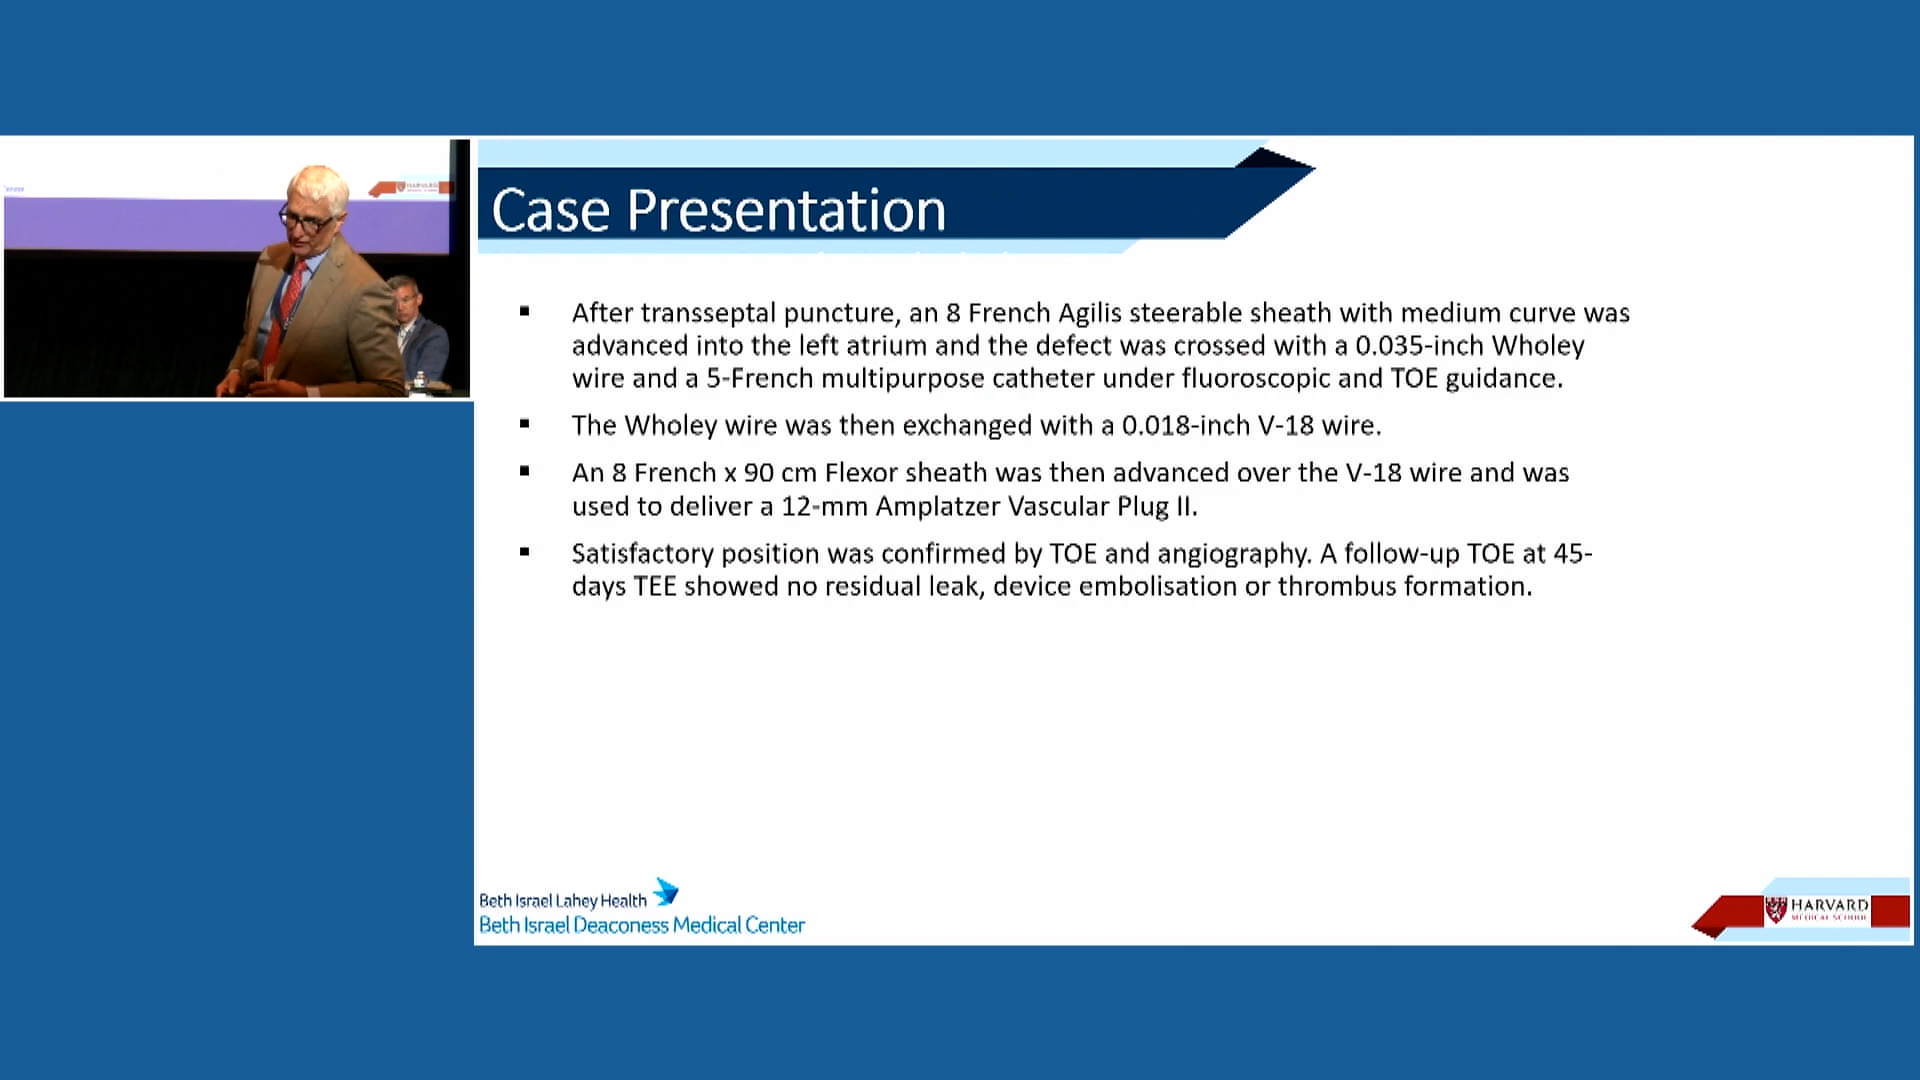 Case Presentation
▪ After transseptal puncture, an 8 French Agilis steerable sheath with medium curve was
advanced into the left atrium and the defect was crossed with a 0.035-inch Wholey
wire and a 5-French multipurpose catheter under fluoroscopic and TOE guidance.
▪ The Wholey wire was then exchanged with a 0.018-inch V-18 wire.
▪ An 8 French x 90 cm Flexor sheath was then advanced over the V-18 wire and was
used to deliver a 12-mm Amplatzer Vascular Plug II.
▪ Satisfactory position was confirmed by TOE and angiography. A follow-up TOE at 45-
days TEE showed no residual leak, device embolisation or thrombus formation.
Beth Israel Lahey Health
Beth Israel Deaconess Medical Center
HARVARD
MEDICAL SCHOOL